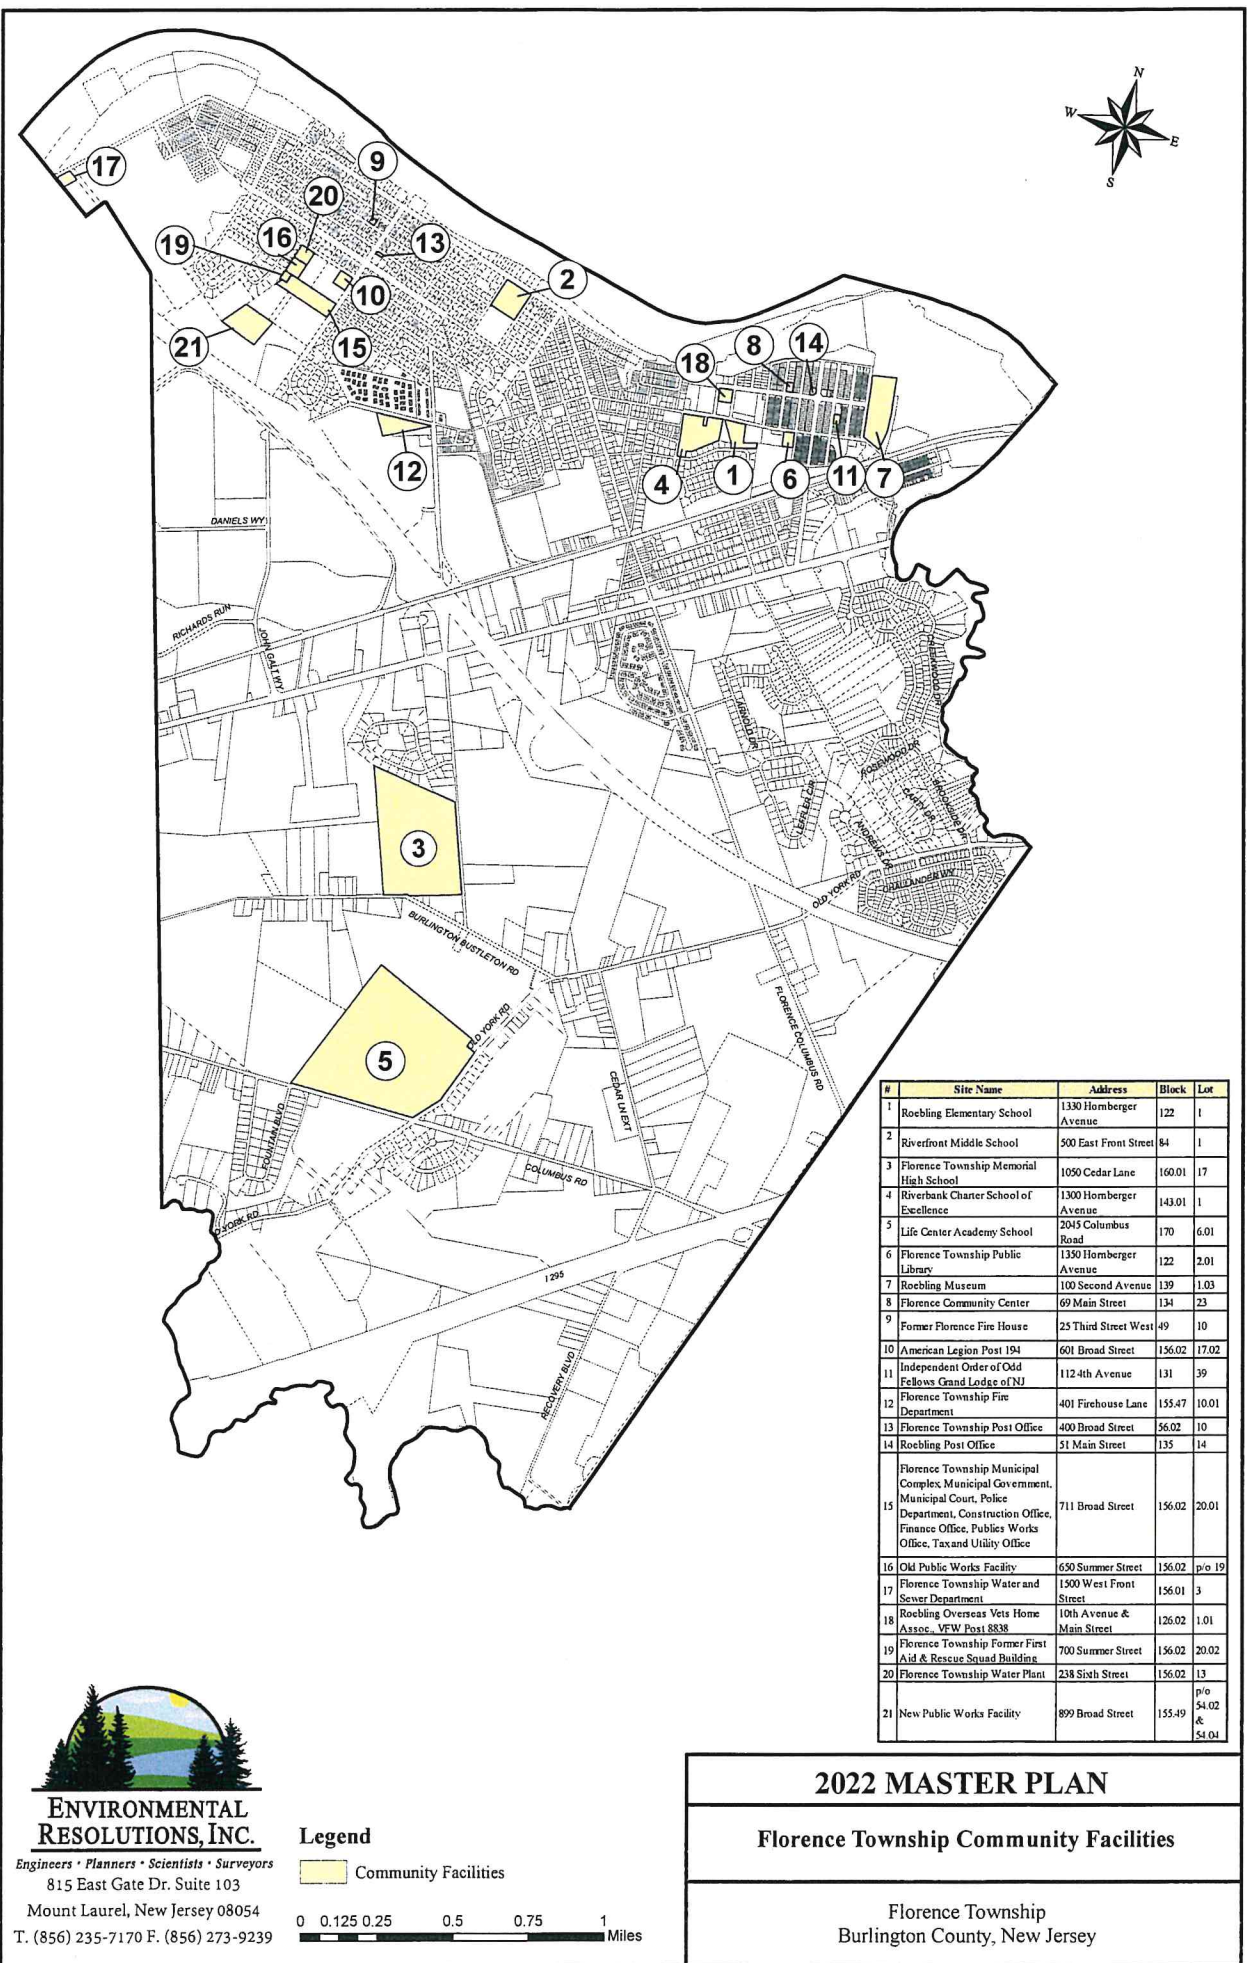 N
W
E
S
17
9
20
16
19
13
2
10
21
15
8
14
18
12
4
1
6
11
7
DANIELS WY
RICHARDS RUN
JOHN GALT WY
CREEKWOOD DR
ARNOLD DR
ROSEWOOD DR
LEFFLER CIR
CARTY DR
BROOKSIDE DR
ANDREWS DR
CHALLANDER WY
OLD YORK RD
3
BURLINGTON BUSTLETON RD
OLD YORK RD
FLORENCE COLUMBUS RD
5
CEDAR LN EXT
FOUNTAIN BLVD
COLUMBUS RD
D YORK RD
I 295
RECOVERY BLVD
# Site Name Address Block Lot
1 Roebling Elementary School 1330 Hornberger Avenue 122 1
2 Riverfront Middle School 500 East Front Street 84 1
3 Florence Township Memorial High School 1050 Cedar Lane 160.01 17
4 Riverbank Charter School of Excellence 1300 Hornberger Avenue 143.01 1
5 Life Center Academy School 2045 Columbus Road 170 6.01
6 Florence Township Public Library 1350 Hornberger Avenue 122 2.01
7 Roebling Museum 100 Second Avenue 139 1.03
8 Florence Community Center 69 Main Street 134 23
9 Former Florence Fire House 25 Third Street West 49 10
10 American Legion Post 194 601 Broad Street 156.02 17.02
11 Independent Order of Odd Fellows Grand Lodge of NJ 112 4th Avenue 131 39
12 Florence Township Fire Department 401 Firehouse Lane 155.47 10.01
13 Florence Township Post Office 400 Broad Street 56.02 10
14 Roebling Post Office 51 Main Street 135 14
15 Florence Township Municipal Complex, Municipal Government, Municipal Court, Police Department, Construction Office, Finance Office, Publics Works Office, Tax and Utility Office 711 Broad Street 156.02 20.01
16 Old Public Works Facility 650 Summer Street 156.02 p/o 19
17 Florence Township Water and Sewer Department 1500 West Front Street 156.01 3
18 Roebling Overseas Vets Home Assoc., VFW Post 8838 10th Avenue & Main Street 126.02 1.01
19 Florence Township Former First Aid & Rescue Squad Building 700 Summer Street 156.02 20.02
20 Florence Township Water Plant 238 Sixth Street 156.02 13
21 New Public Works Facility 899 Broad Street 155.49 p/o 54.02 & 54.04
ENVIRONMENTAL
RESOLUTIONS, INC.
Engineers • Planners • Scientists • Surveyors
815 East Gate Dr. Suite 103
Mount Laurel, New Jersey 08054
T. (856) 235-7170 F. (856) 273-9239
Legend
Community Facilities
0 0.125 0.25 0.5 0.75 1
Miles
2022 MASTER PLAN
Florence Township Community Facilities
Florence Township
Burlington County, New Jersey